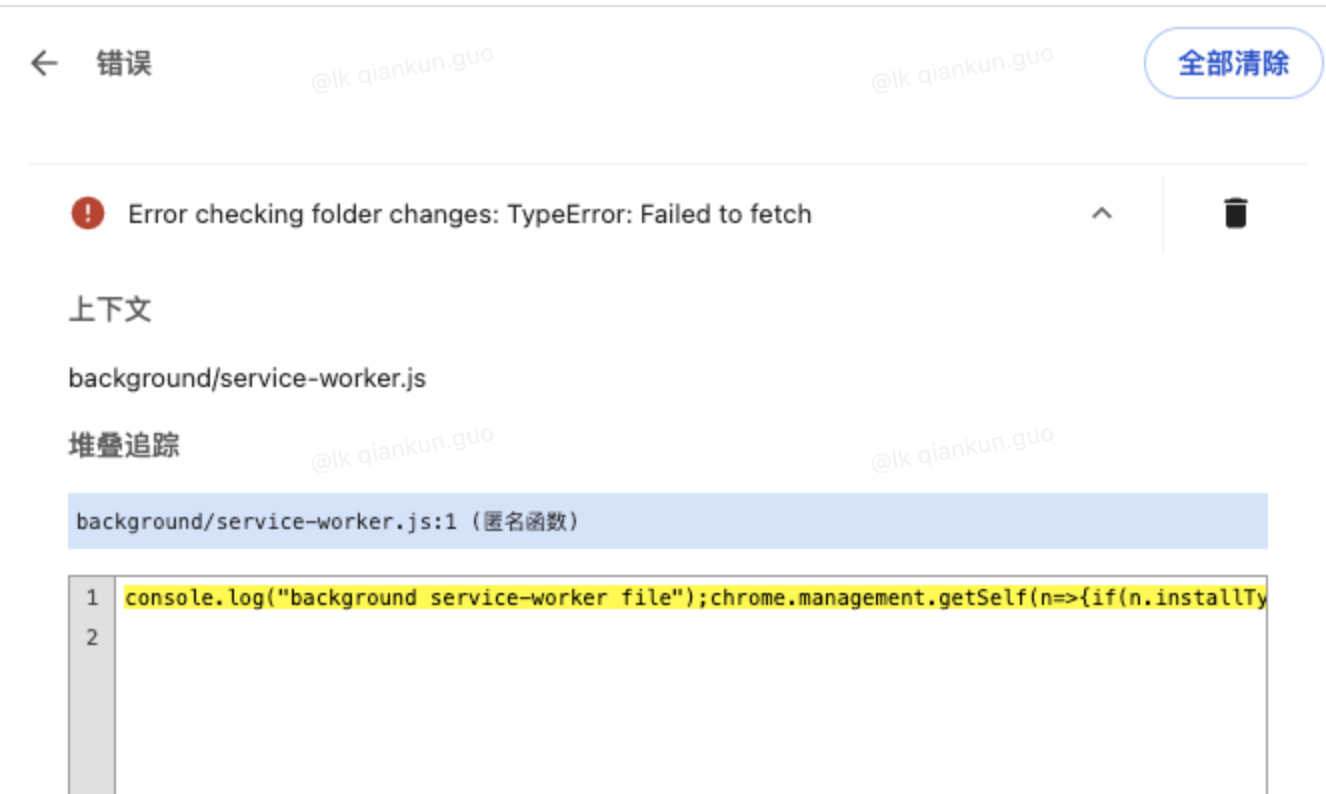 错误
全部清除
@lk qiankun.guo
@lk qiankun.guo
Error checking folder changes: TypeError: Failed to fetch
上下文
background/service-worker.js
堆叠追踪
@lk qiankun.guo
@lk qiankun.guo
background/service-worker.js:1 (匿名函数)
1 console.log("background service-worker file");chrome.management.getSelf(n=>{if(n.installTy
2